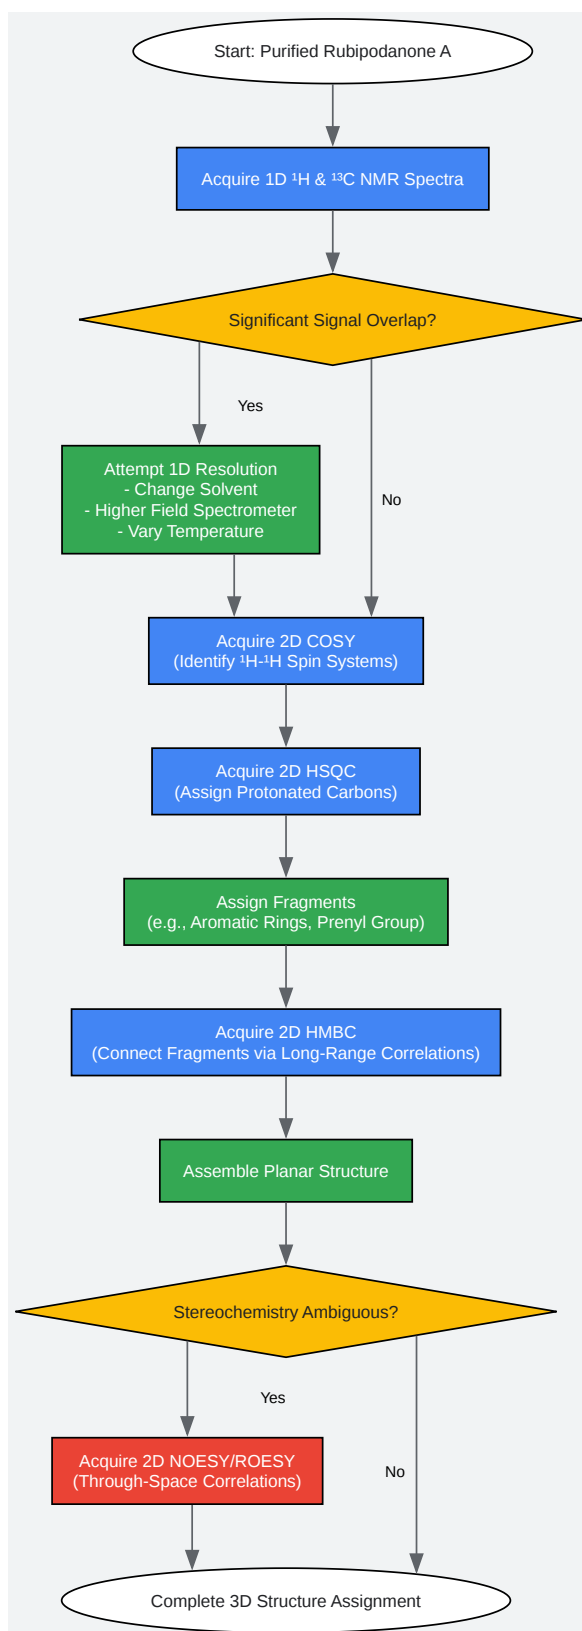 Start: Purified Rubipodanone A
Acquire 1D ¹H & ¹³C NMR Spectra
Significant Signal Overlap?
Yes
Attempt 1D Resolution
- Change Solvent
- Higher Field Spectrometer
- Vary Temperature
No
Acquire 2D COSY
(Identify ¹H-¹H Spin Systems)
Acquire 2D HSQC
(Assign Protonated Carbons)
Assign Fragments
(e.g., Aromatic Rings, Prenyl Group)
Acquire 2D HMBC
(Connect Fragments via Long-Range Correlations)
Assemble Planar Structure
Stereochemistry Ambiguous?
Yes
Acquire 2D NOESY/ROESY
(Through-Space Correlations)
No
Complete 3D Structure Assignment